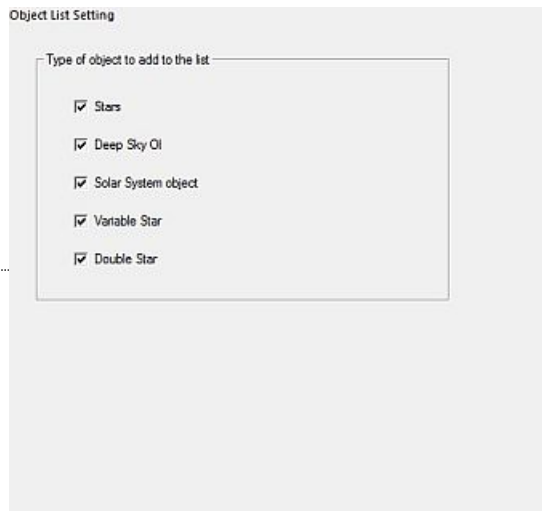 Object List Setting
Type of object to add to the list
Stars
Deep Sky Ol
Solar System object
Variable Star
Double Star
...